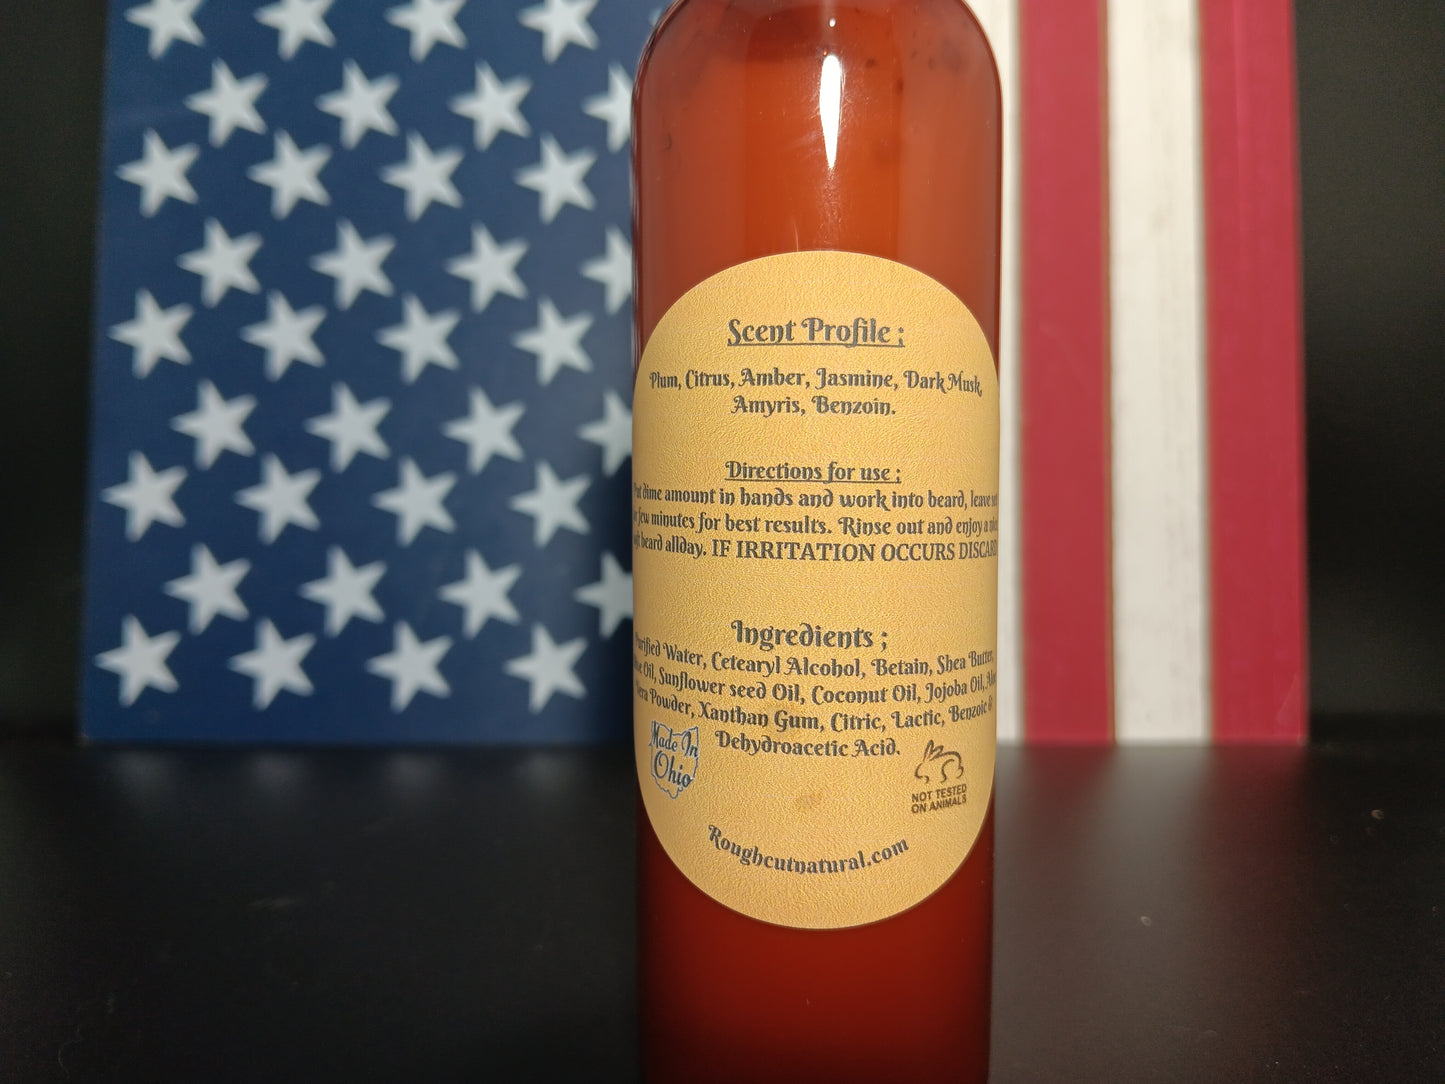 Scent Profile ;
Plum, Citrus, Amber, Jasmine, Dark Musk,
Amyris, Benzoin.
Directions for use ;
dime amount in hands and work into beard, leave
few minutes for best results. Rinse out and enjoy a
beard allday. IF IRRITATION OCCURS DISCARD
Ingredients ;
Purified Water, Cetearyl Alcohol, Betain, Shea Butter,
Oil, Sunflower seed Oil, Coconut Oil, Jojoba Oil,
Powder, Xanthan Gum, Citric, Lactic, Benzoic &
Dehydroacetic Acid.
Made In
Ohio
NOT TESTED
ON ANIMALS
Roughcutnatural.com